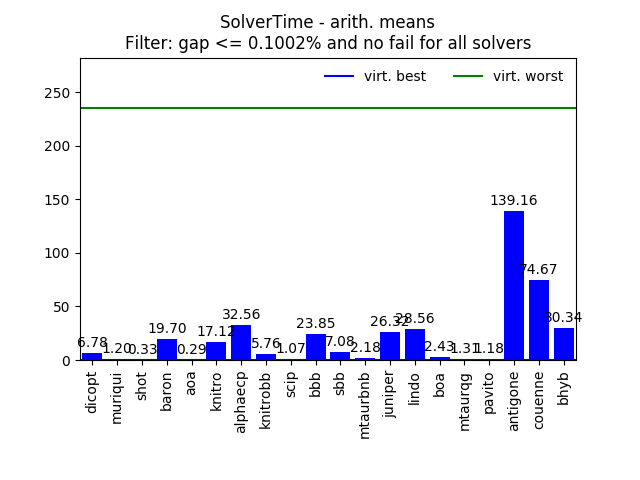 SolverTime - arith. means
Filter: gap <= 0.1002% and no fail for all solvers
virt. best
virt. worst
250
200
150
100
50
0
6.78
1.20
0.33
19.70
0.29
17.12
32.56
5.76
1.07
23.85
7.08
2.18
26.32
28.56
2.43
1.31
1.18
139.16
74.67
30.34
dicopt
muriqui
shot
baron
aoa
knitro
alphaecp
knitrobb
scip
bbb
sbb
mtaurbnb
juniper
lindo
boa
mtaurqg
pavito
antigone
couenne
bhyb